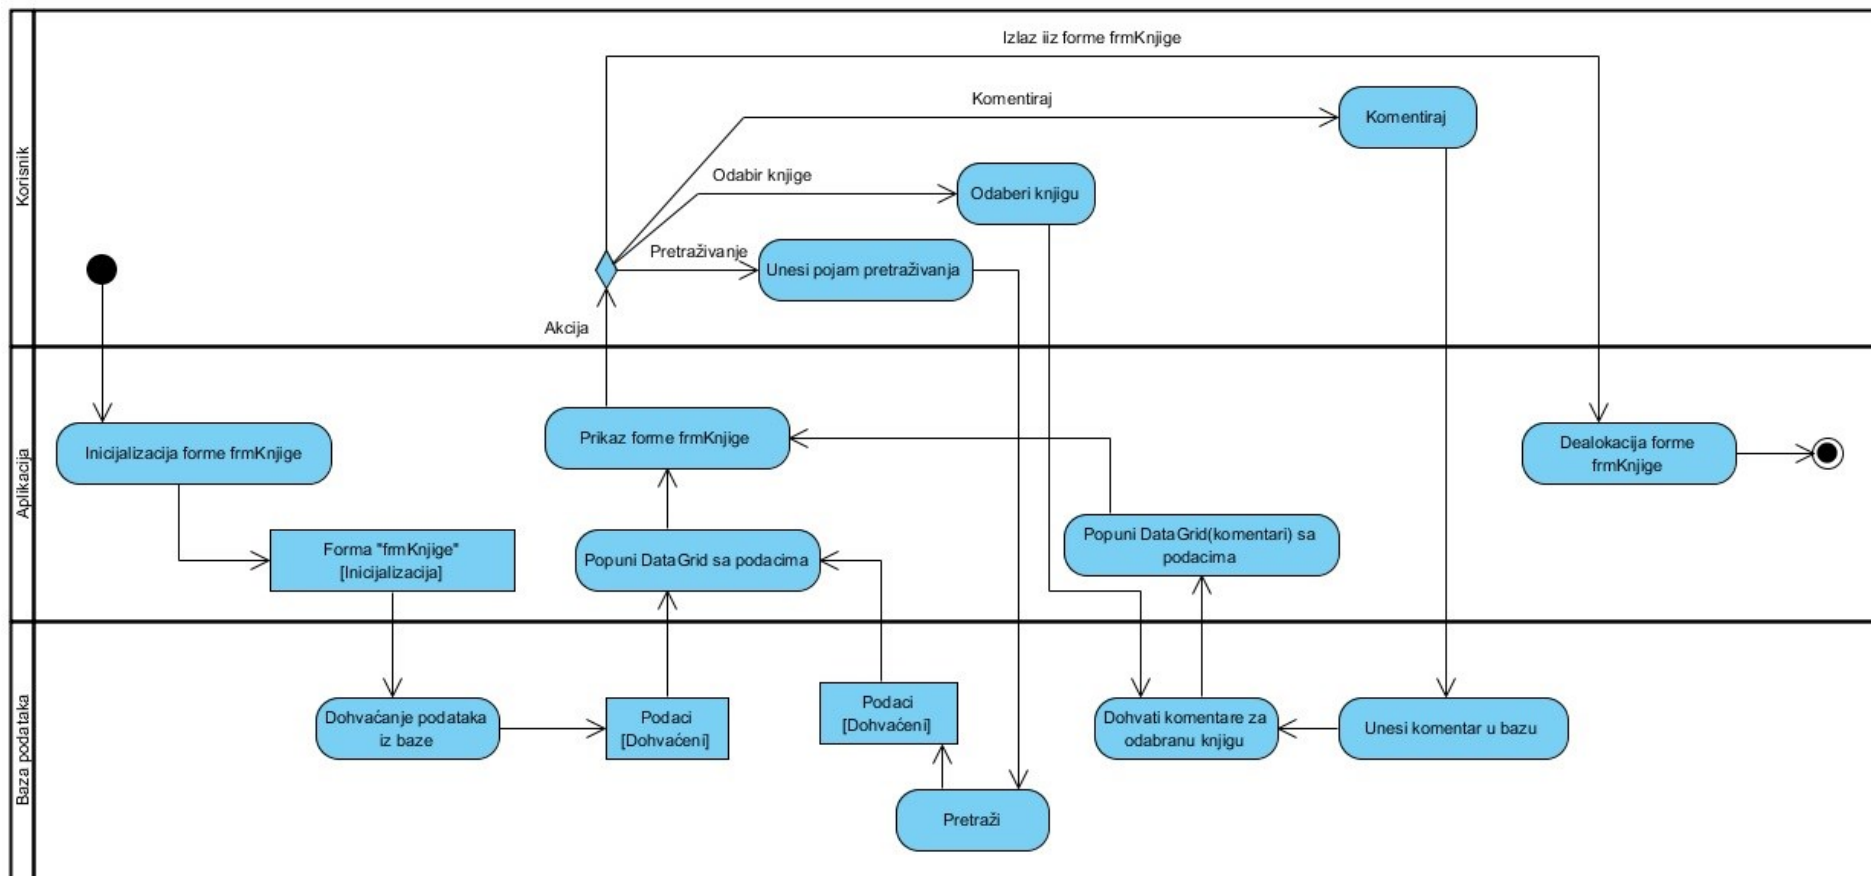 Korisnik
Izlaz iiz forme frmKnjige
Komentiraj
Komentiraj
Odabir knjige
Odaberi knjigu
Pretraživanje
Unesi pojam pretraživanja
Akcija
Aplikacija
Inicijalizacija forme frmKnjige
Prikaz forme frmKnjige
Dealokacija forme
frmKnjige
Forma "frmKnjige"
[Inicijalizacija]
Popuni DataGrid sa podacima
Popuni DataGrid(komentari) sa
podacima
Baza podataka
Dohvaćanje podataka
iz baze
Podaci
[Dohvaćeni]
Podaci
[Dohvaćeni]
Dohvati komentare za
odabranu knjigu
Unesi komentar u bazu
Pretraži